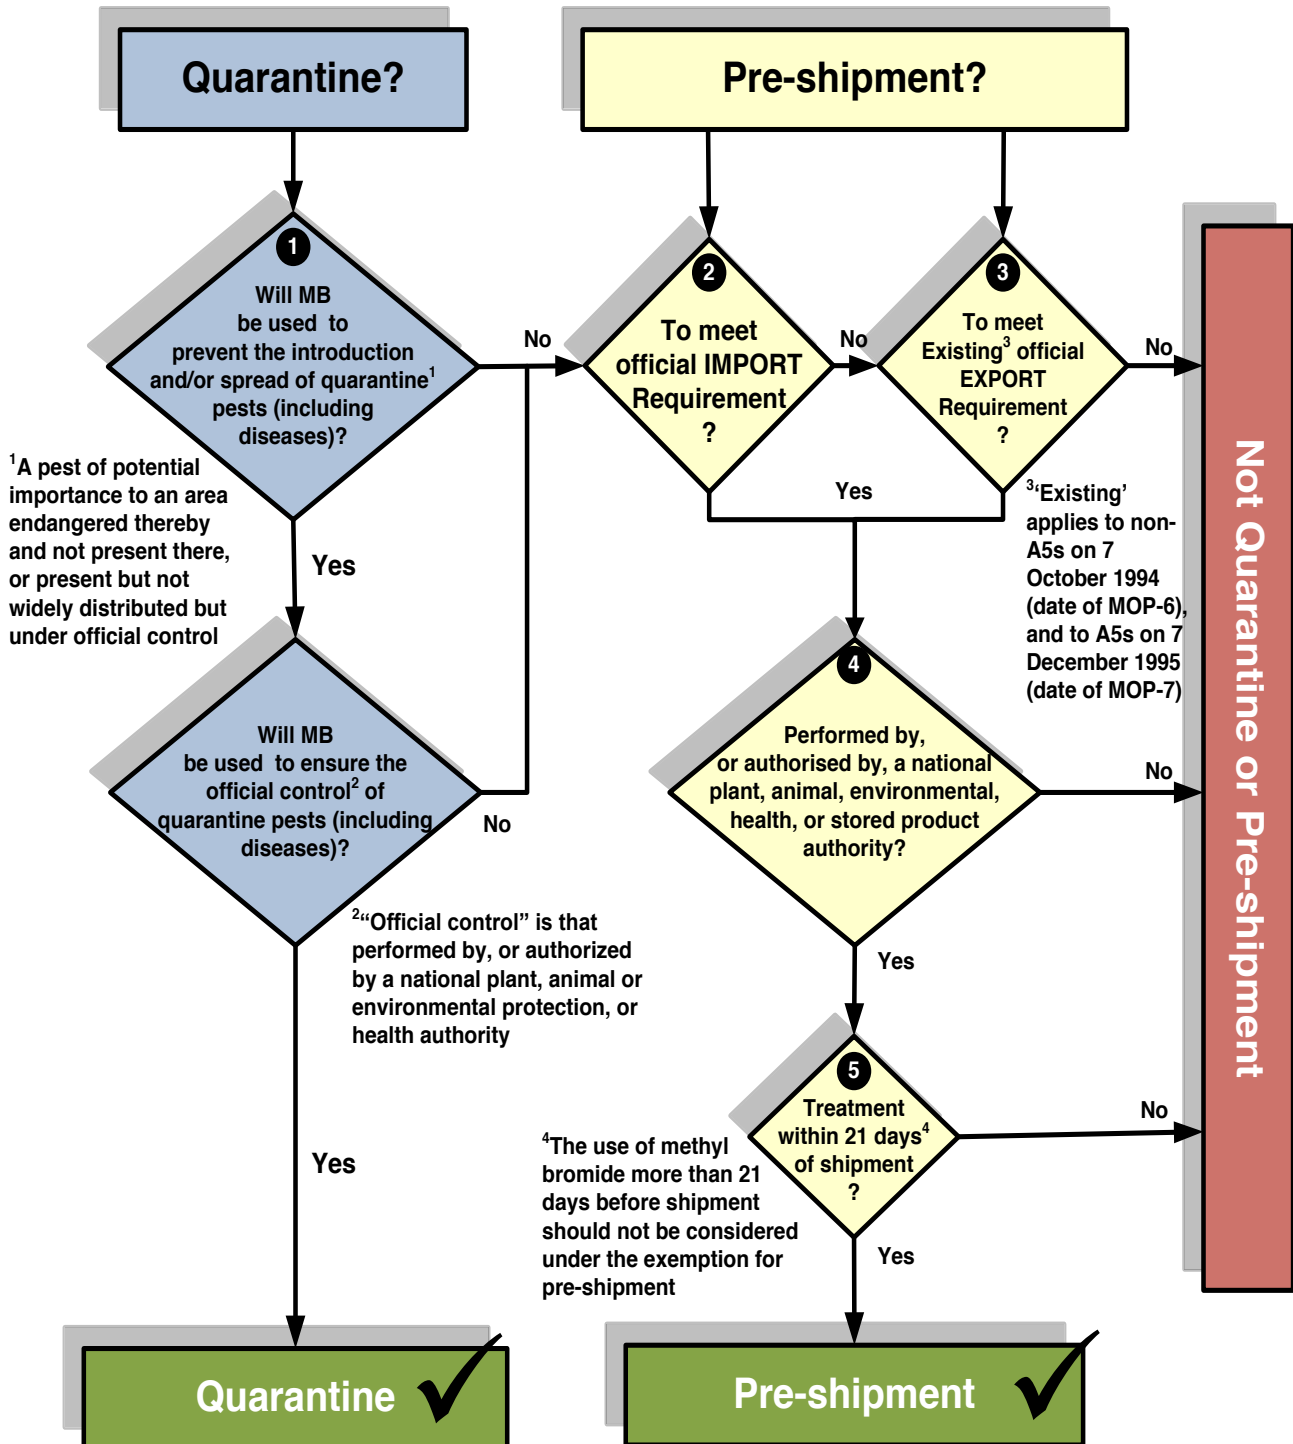 Quarantine?
Pre-shipment?
1
Will MB
be used to
prevent the introduction
and/or spread of quarantine¹
pests (including
diseases)?
No
2
To meet
official IMPORT
Requirement
?
No
3
To meet
Existing³ official
EXPORT
Requirement
?
No
¹A pest of potential
importance to an area
endangered thereby
and not present there,
or present but not
widely distributed but
under official control
Yes
Yes
³‘Existing’
applies to non-
A5s on 7
October 1994
(date of MOP-6),
and to A5s on 7
December 1995
(date of MOP-7)
Not Quarantine or Pre-shipment
Will MB
be used to ensure the
official control² of
quarantine pests (including
diseases)?
No
4
Performed by,
or authorised by, a national
plant, animal, environmental,
health, or stored product
authority?
No
²“Official control” is that
performed by, or authorized
by a national plant, animal or
environmental protection, or
health authority
Yes
5
Treatment
within 21 days⁴
of shipment
?
No
Yes
⁴The use of methyl
bromide more than 21
days before shipment
should not be considered
under the exemption for
pre-shipment
Yes
Quarantine
Pre-shipment